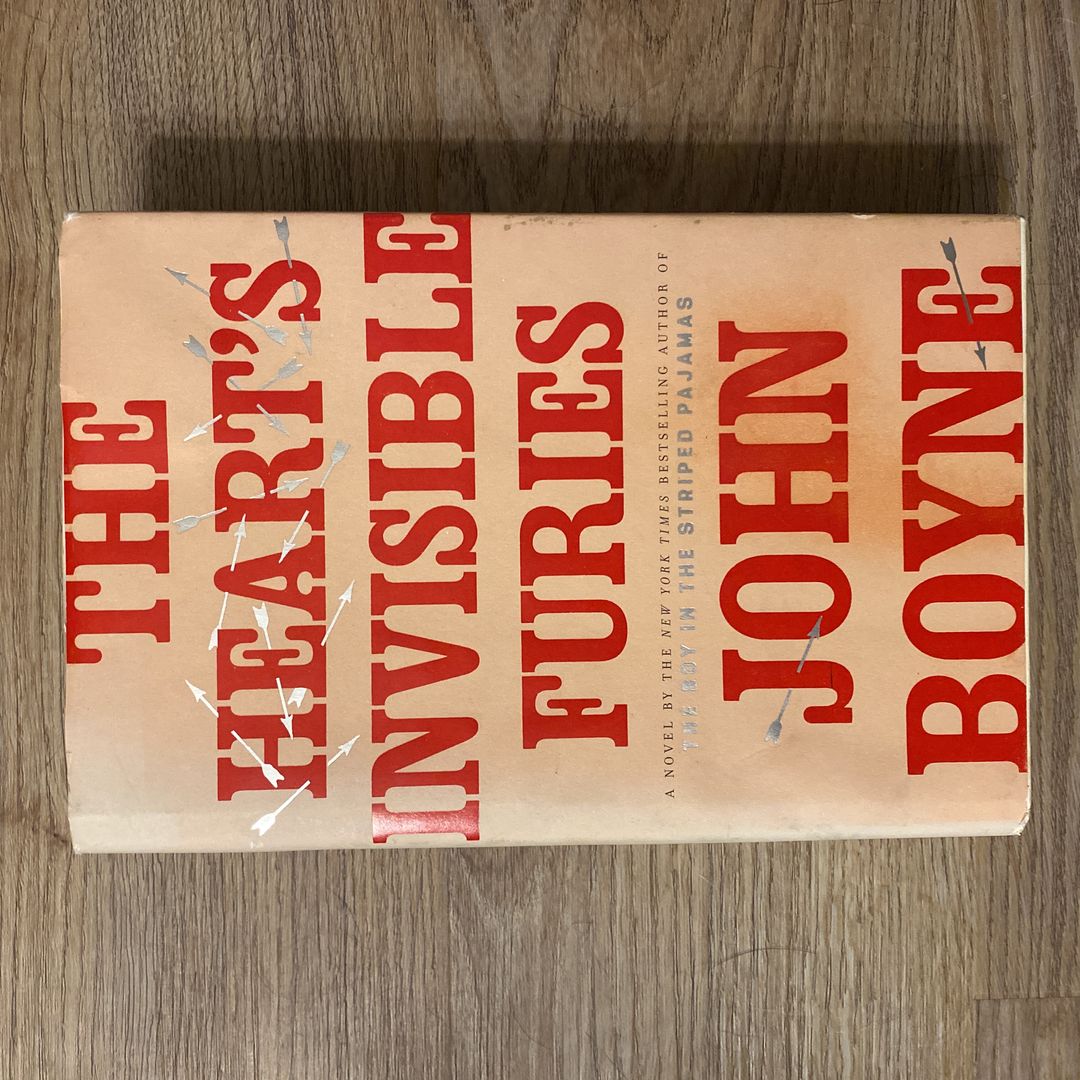 THE
HEART'S
INVISIBLE
FURIES
A NOVEL BY THE NEW YORK TIMES BESTSELLING AUTHOR OF
THE BOY IN THE STRIPED PAJAMAS
JOHN
BOYNE